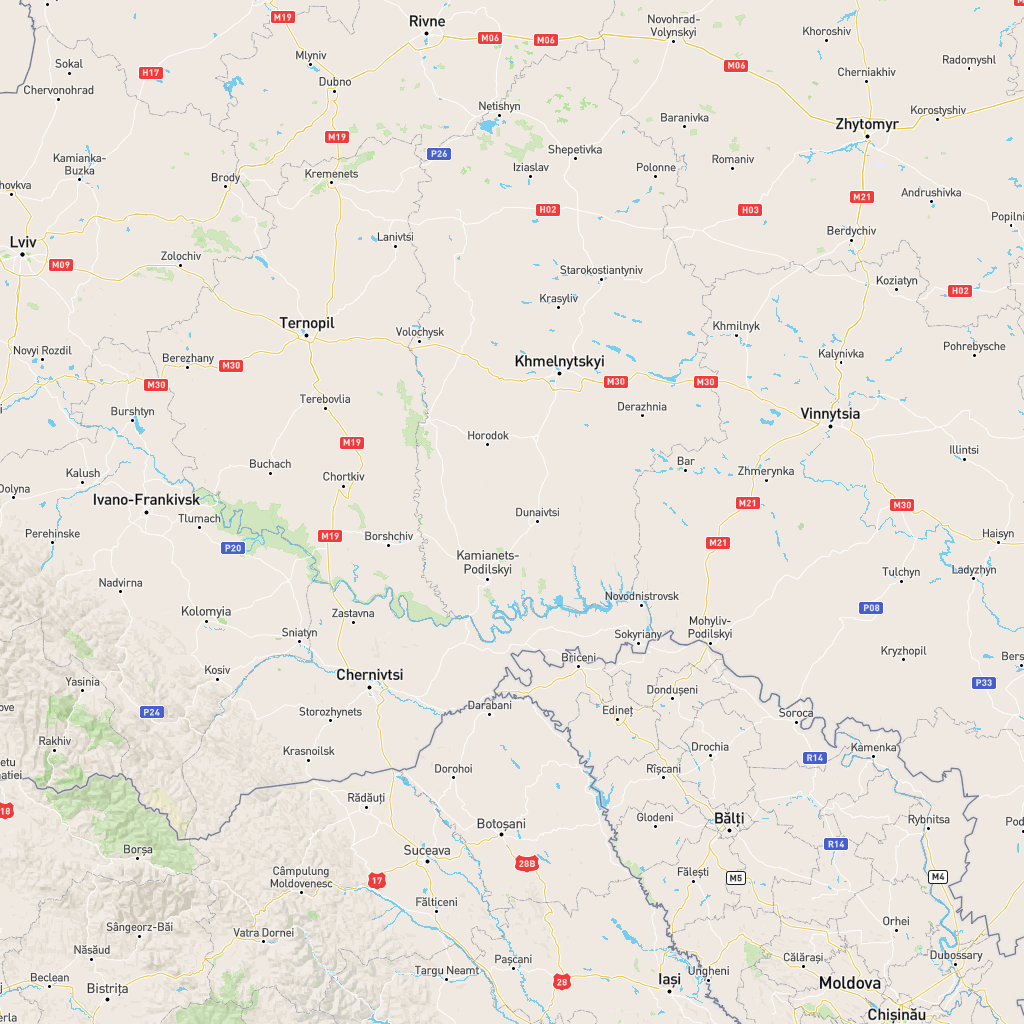 M19
Rivne
M06
M06
Novohrad-
Volynskyi
Khoroshiv
Sokal
H17
Mlyniv
M06
Radomyshl
Chervonohrad
Dubno
Cherniakhiv
Netishyn
Baranivka
Korostyshiv
Zhytomyr
M19
P26
Kamianka-
Buzka
Kremenets
Shepetivka
Iziaslav
Polonne
Romaniv
hovkva
Brody
H02
H03
M21
Andrushivka
Popilni
Lviv
Lanivtsi
Berdychiv
M09
Zolochiv
Starokostiantyniv
Koziatyn
H02
Krasyliv
Ternopil
Volochysk
Khmilnyk
Novyi Rozdil
Berezhany
M30
Khmelnytskyi
Kalynivka
Pohrebysche
M30
M30
M30
Burshtyn
Terebovlia
Derazhnia
Vinnytsia
M19
Horodok
Illintsi
Kalush
Buchach
Chortkiv
Bar
Zhmerynka
Dolyna
Ivano-Frankivsk
M21
M30
Tlumach
Dunaivtsi
Perehinske
P20
M19
Borshchiv
M21
Haisyn
Kamianets-
Podilskyi
Nadvirna
Tulchyn
Ladyzhyn
Kolomyia
Zastavna
Novodnistrovsk
P08
Sniatyn
Sokyriany
Mohyliv-
Podilskyi
Kosiv
Chernivtsi
Briceni
Kryzhopil
Bers
Yasinia
P33
P24
Storozhynets
Darabani
Dondușeni
Edineț
Soroca
Rakhiv
Krasnoilsk
Drochia
R14
Kamenka
Dorohoi
Rîșcani
18
Rădăuți
Glodeni
Bălți
Rybnitsa
Botoșani
Borșa
Suceava
28B
R14
Câmpulung
Moldovenesc
17
Fălești
M5
M4
Fălticeni
Sângeorz-Băi
Vatra Dornei
Orhei
Năsăud
Pașcani
Călărași
Dubossary
Beclean
Targu Neamt
Iași
Ungheni
Bistrița
28
Moldova
Chișinău